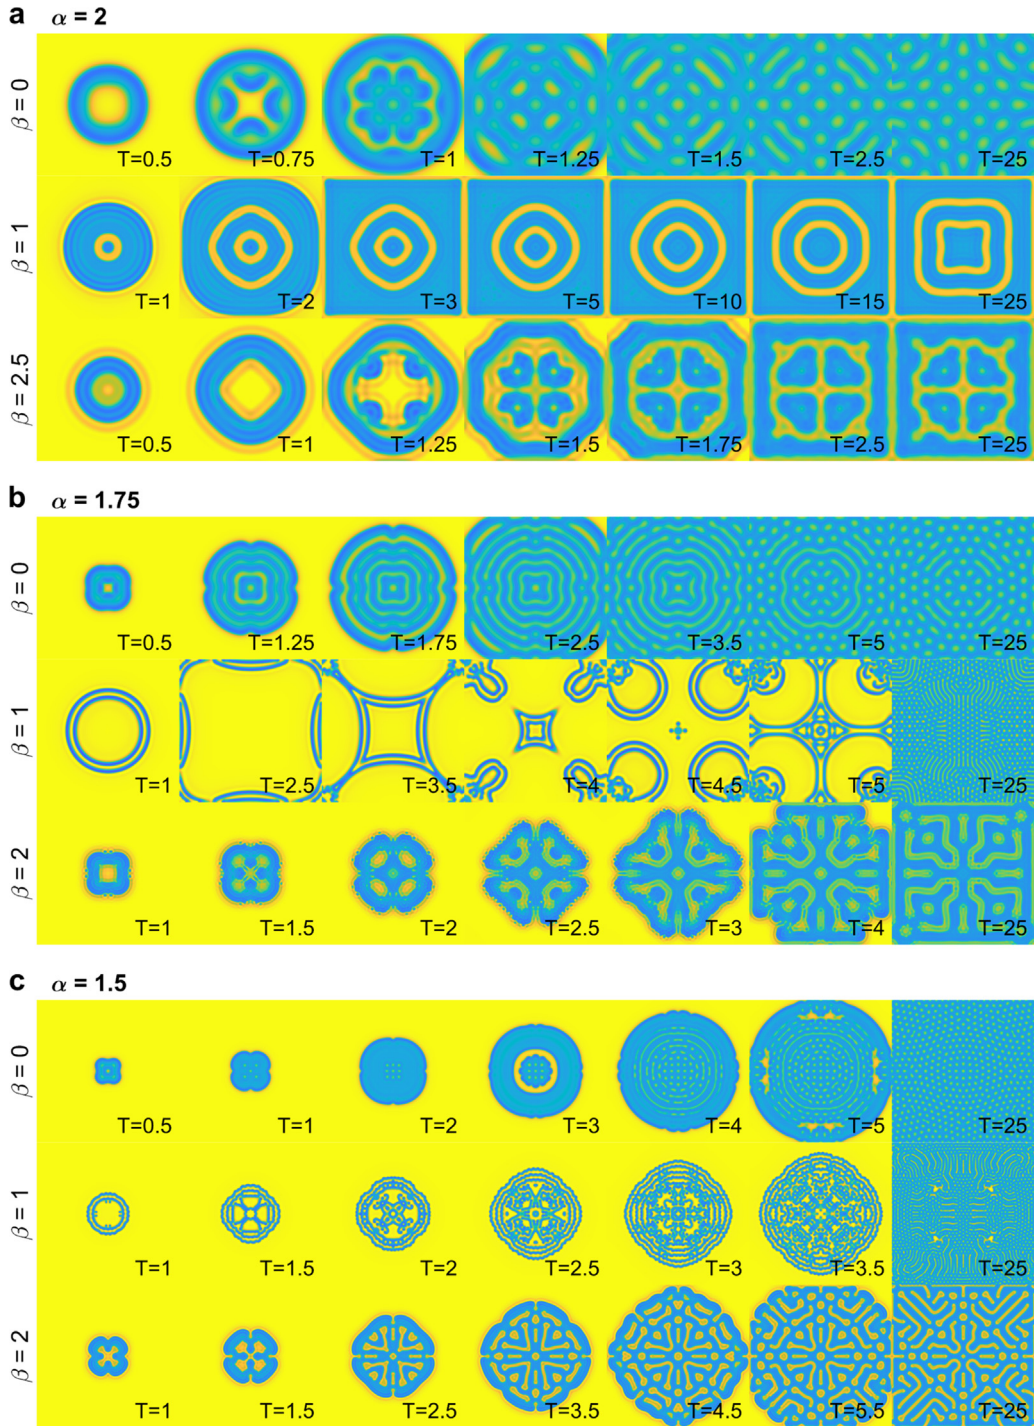 a α = 2
β = 0
T=0.5 T=0.75 T=1 T=1.25 T=1.5 T=2.5 T=25
β = 1
T=1 T=2 T=3 T=5 T=10 T=15 T=25
β = 2.5
T=0.5 T=1 T=1.25 T=1.5 T=1.75 T=2.5 T=25
b α = 1.75
β = 0
T=0.5 T=1.25 T=1.75 T=2.5 T=3.5 T=5 T=25
β = 1
T=1 T=2.5 T=3.5 T=4 T=4.5 T=5 T=25
β = 2
T=1 T=1.5 T=2 T=2.5 T=3 T=4 T=25
c α = 1.5
β = 0
T=0.5 T=1 T=2 T=3 T=4 T=5 T=25
β = 1
T=1 T=1.5 T=2 T=2.5 T=3 T=3.5 T=25
β = 2
T=1 T=1.5 T=2.5 T=3.5 T=4.5 T=5.5 T=25